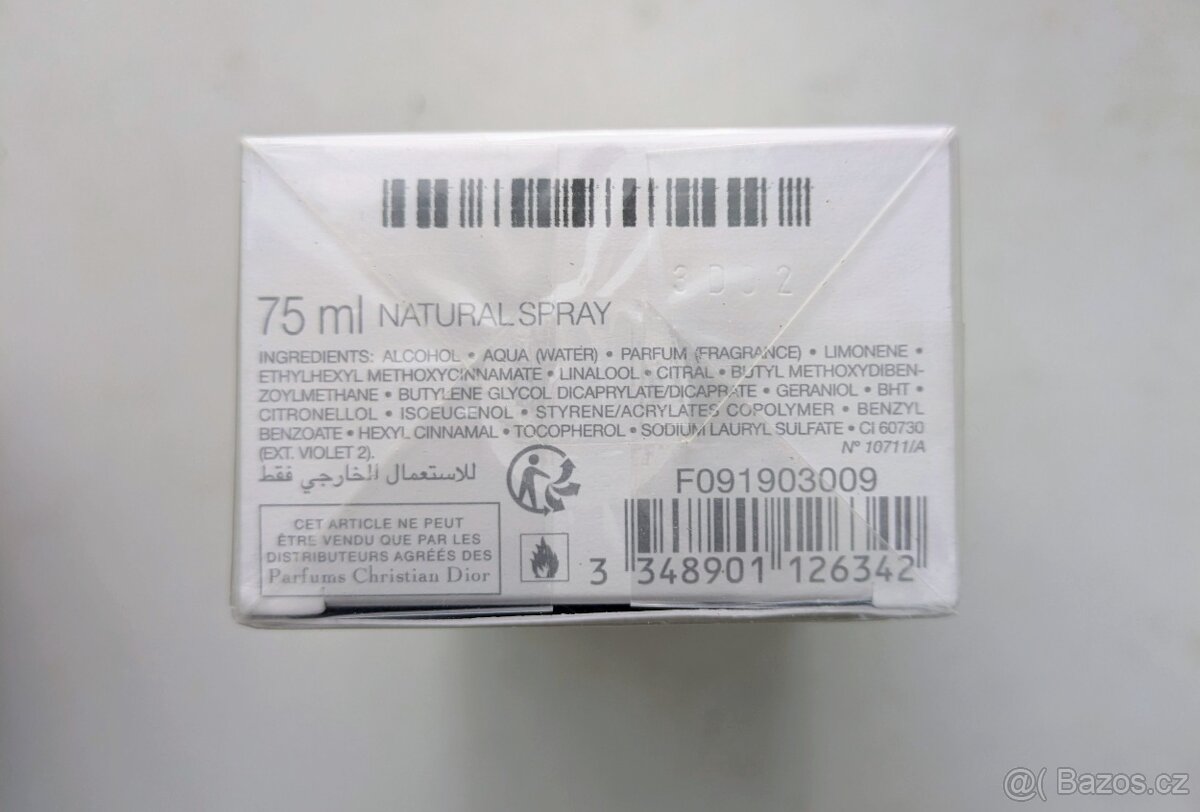 75 ml NATURAL SPRAY
INGREDIENTS: ALCOHOL • AQUA (WATER) • PARFUM (FRAGRANCE) • LIMONENE •
ETHYLHEXYL METHOXYCINNAMATE • LINALOOL • CITRAL • BUTYL METHOXYDIBEN-
ZOYLMETHANE • BUTYLENE GLYCOL DICAPRYLATE/DICAPRATE • GERANIOL • BHT •
CITRONELLOL • ISOEUGENOL • STYRENE/ACRYLATES COPOLYMER • BENZYL
BENZOATE • HEXYL CINNAMAL • TOCOPHEROL • SODIUM LAURYL SULFATE • CI 60730
(EXT. VIOLET 2).
N° 10711/A
للاستعمال الخارجي فقط
F091903009
CET ARTICLE NE PEUT
ÊTRE VENDU QUE PAR LES
DISTRIBUTEURS AGRÉÉS DES
Parfums Christian Dior
3 348901 126342
@( Bazos.cz